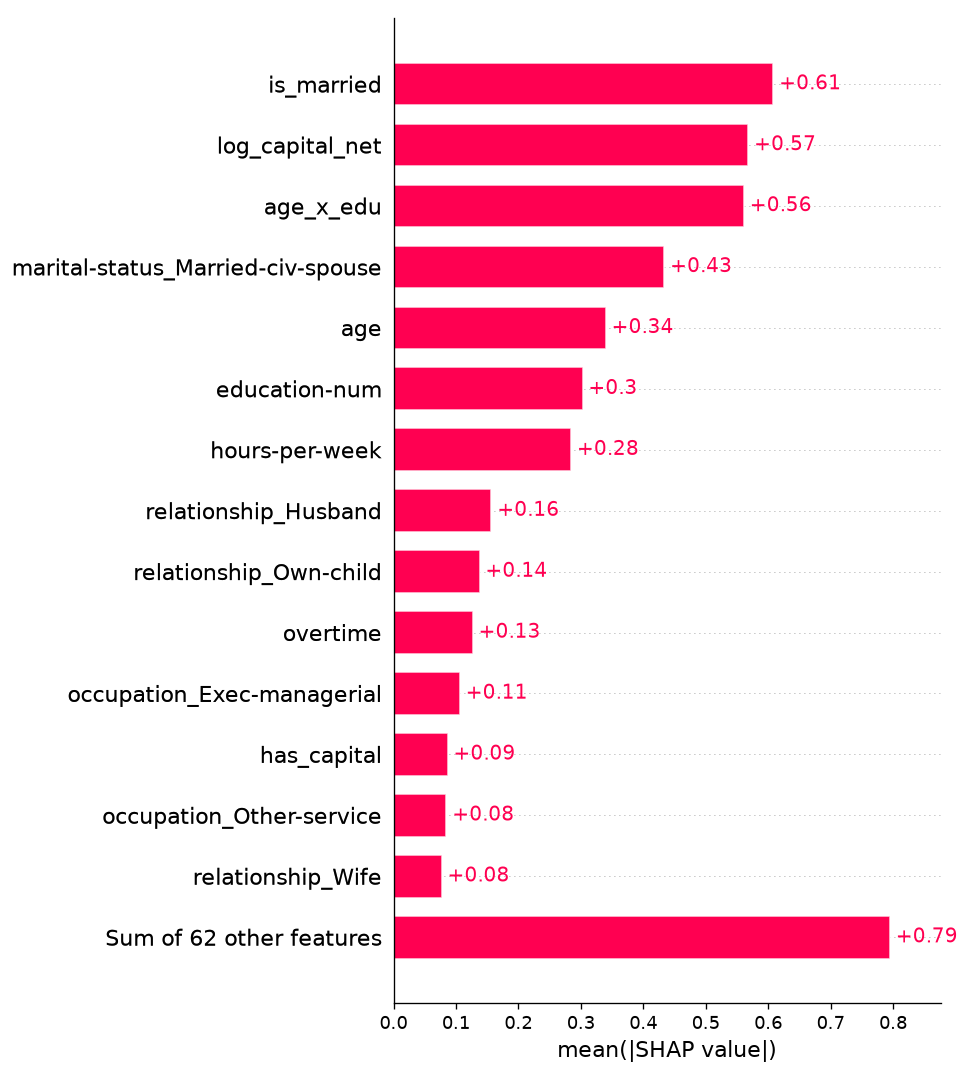 is_married +0.61
log_capital_net +0.57
age_x_edu +0.56
marital-status_Married-civ-spouse +0.43
age +0.34
education-num +0.3
hours-per-week +0.28
relationship_Husband +0.16
relationship_Own-child +0.14
overtime +0.13
occupation_Exec-managerial +0.11
has_capital +0.09
occupation_Other-service +0.08
relationship_Wife +0.08
Sum of 62 other features +0.79
0.0 0.1 0.2 0.3 0.4 0.5 0.6 0.7 0.8
mean(|SHAP value|)